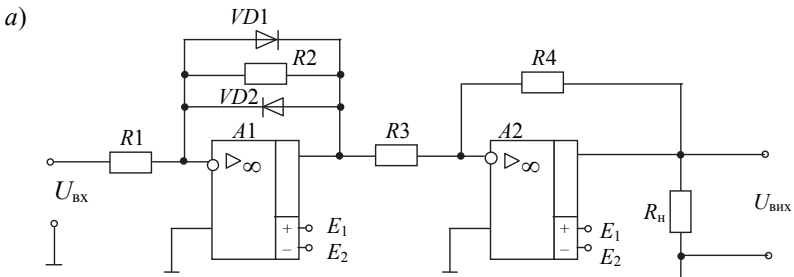 а)
VD1
R2
R4
VD2
R1 A1 R3 A2
▷∞ ▷∞
Uвх Rн Uвих
+ E1 + E1
− E2 − E2